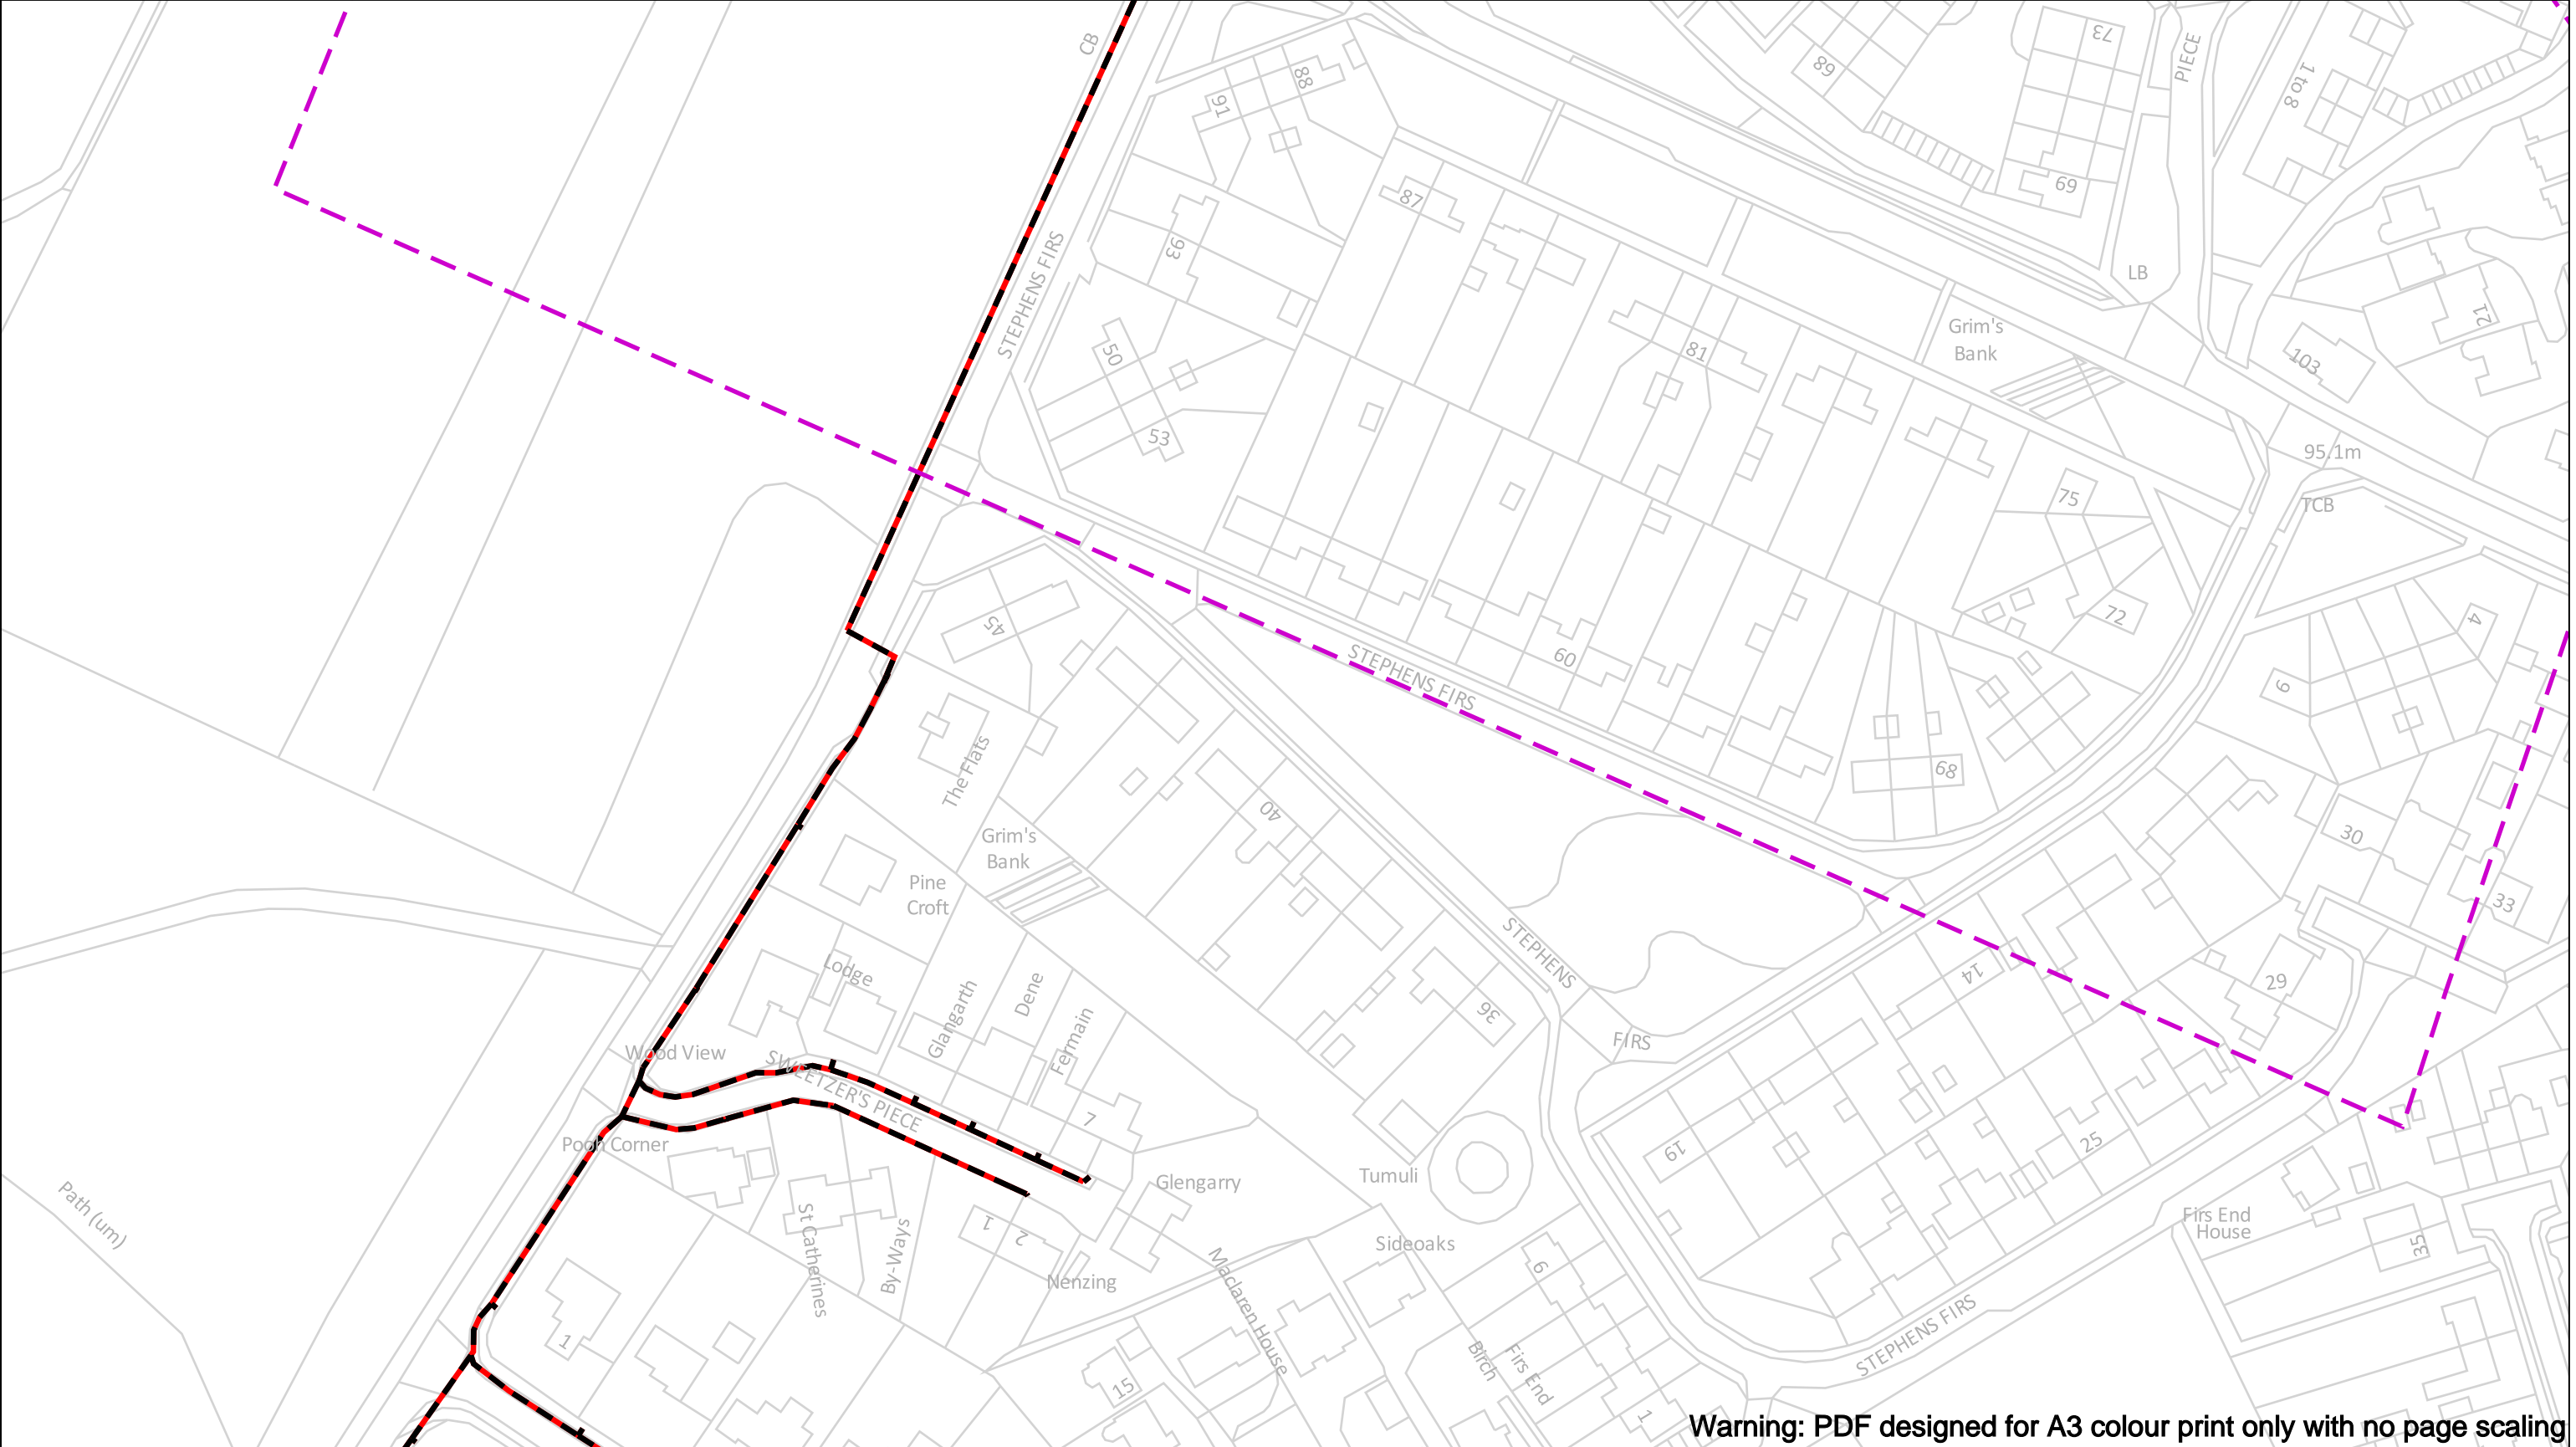 CB
73
PIECE
89
88
91
1 to 8
69
87
STEPHENS FIRS
93
LB
21
Grim's
Bank
103
81
50
53
95.1m
75
TCB
72
4
45
60
STEPHENS FIRS
9
The Flats
68
40
Grim's
Bank
30
Pine
Croft
33
Lodge
STEPHENS
14
29
Glangarth
Dene
Fermain
36
FIRS
Wood View
SWEETZER'S PIECE
7
Pooh Corner
19
25
Tumuli
Glengarry
Path (um)
St Catherines
By-Ways
1
2
Firs End
House
Sideoaks
35
Nenzing
Maclaren House
6
1
STEPHENS FIRS
Birch
Firs End
15
1
Warning: PDF designed for A3 colour print only with no page scaling